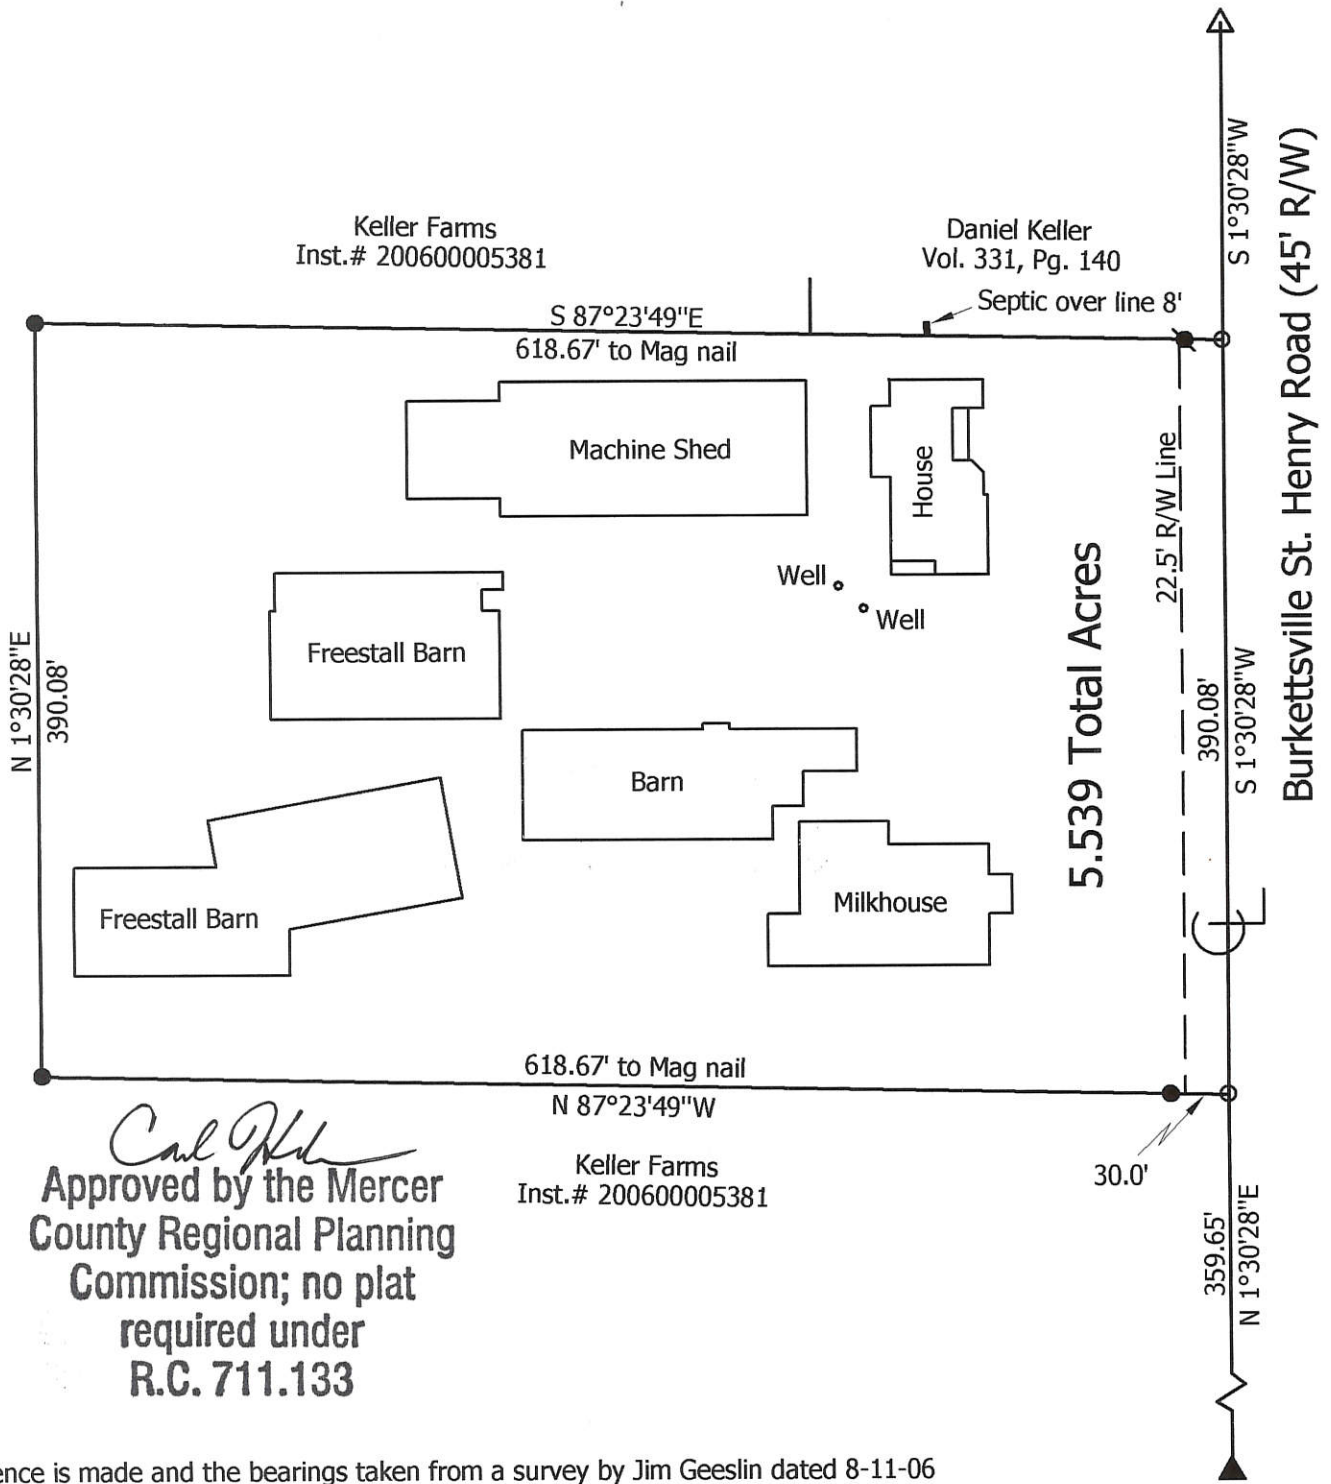 S 1°30'28"W
Burkettsville St. Henry Road (45' R/W)
Keller Farms
Inst.# 200600005381
Daniel Keller
Vol. 331, Pg. 140
Septic over line 8'
S 87°23'49"E
618.67' to Mag nail
Machine Shed
House
22.5' R/W Line
Well
Well
5.539 Total Acres
Freestall Barn
N 1°30'28"E
390.08'
390.08'
S 1°30'28"W
Barn
Milkhouse
Freestall Barn
618.67' to Mag nail
N 87°23'49"W
Keller Farms
Inst.# 200600005381
30.0'
359.65'
N 1°30'28"E
Approved by the Mercer
County Regional Planning
Commission; no plat
required under
R.C. 711.133
ence is made and the bearings taken from a survey by Jim Geeslin dated 8-11-06